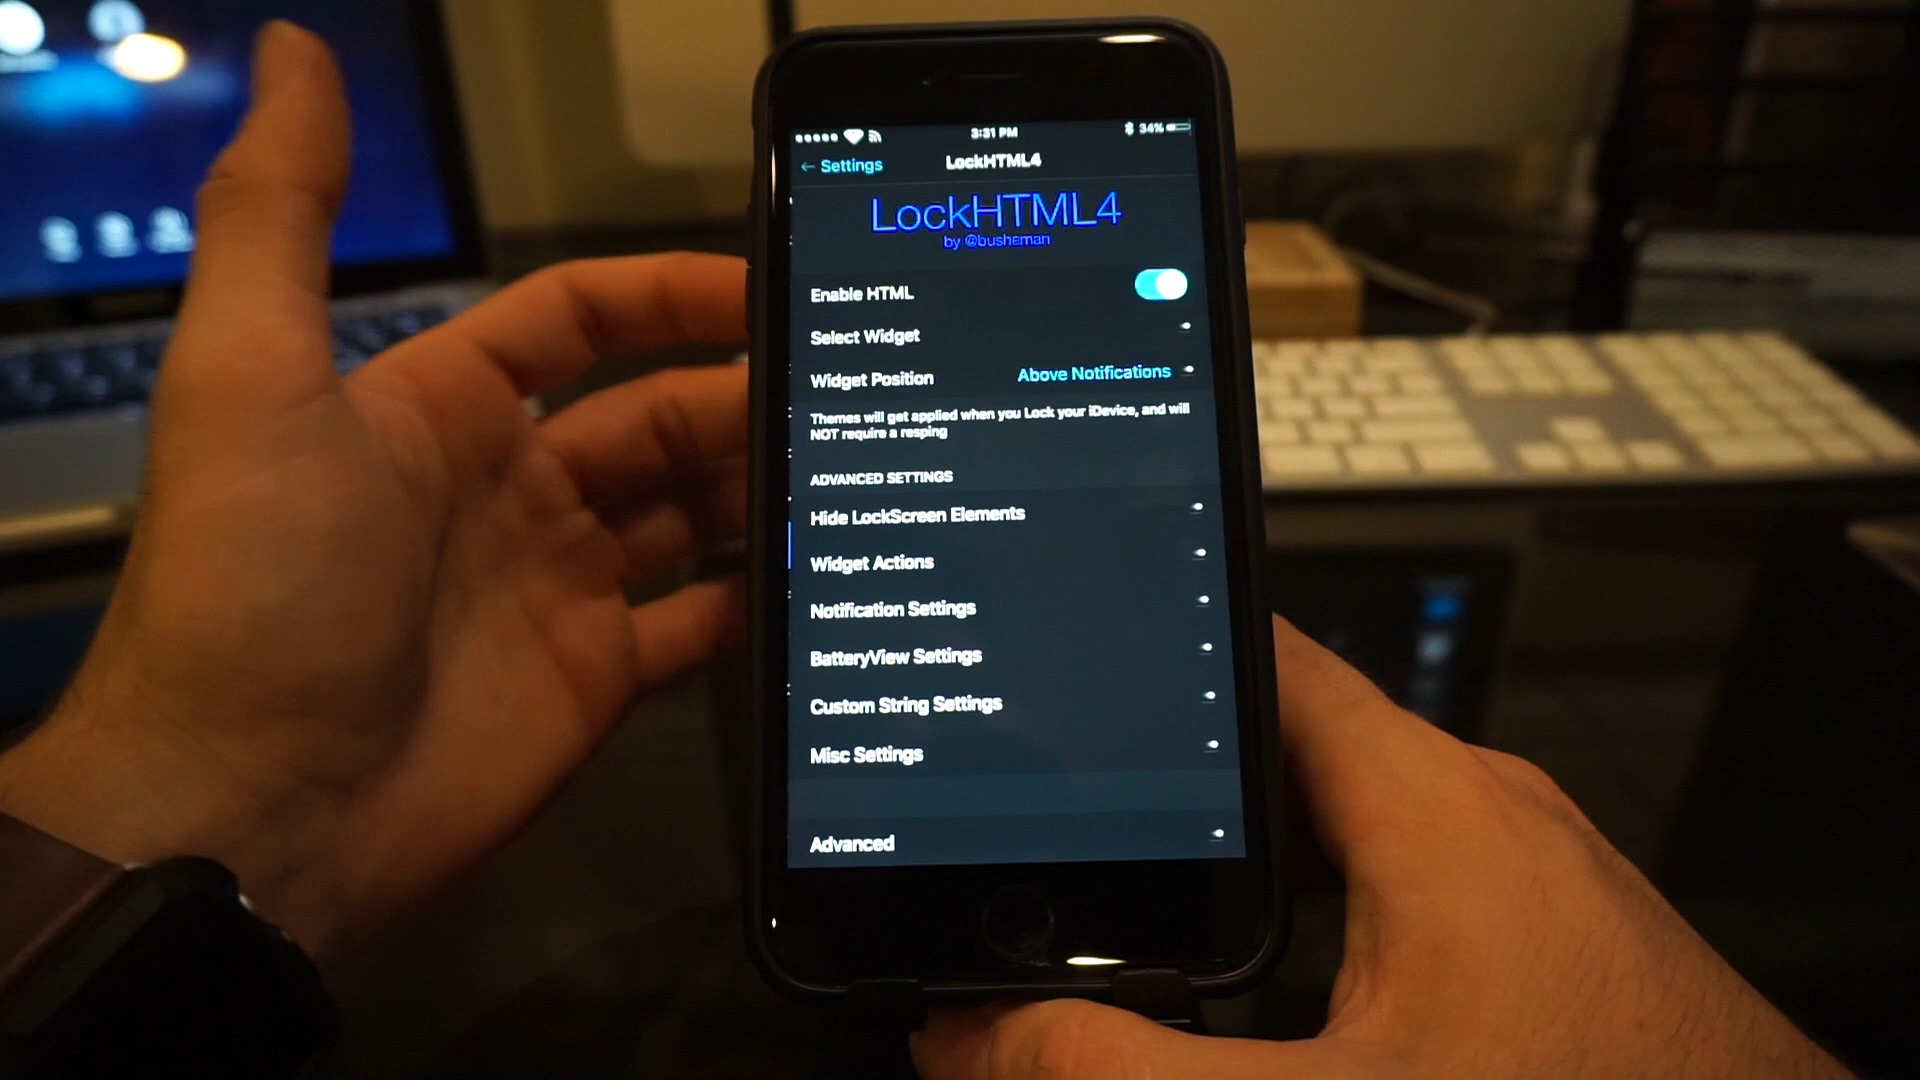 3:31 PM
34%
← Settings
LockHTML4
LockHTML4
by @busheman
Enable HTML
Select Widget
Widget Position
Above Notifications
Themes will get applied when you Lock your iDevice, and will
NOT require a resping
ADVANCED SETTINGS
Hide LockScreen Elements
Widget Actions
Notification Settings
BatteryView Settings
Custom String Settings
Misc Settings
Advanced